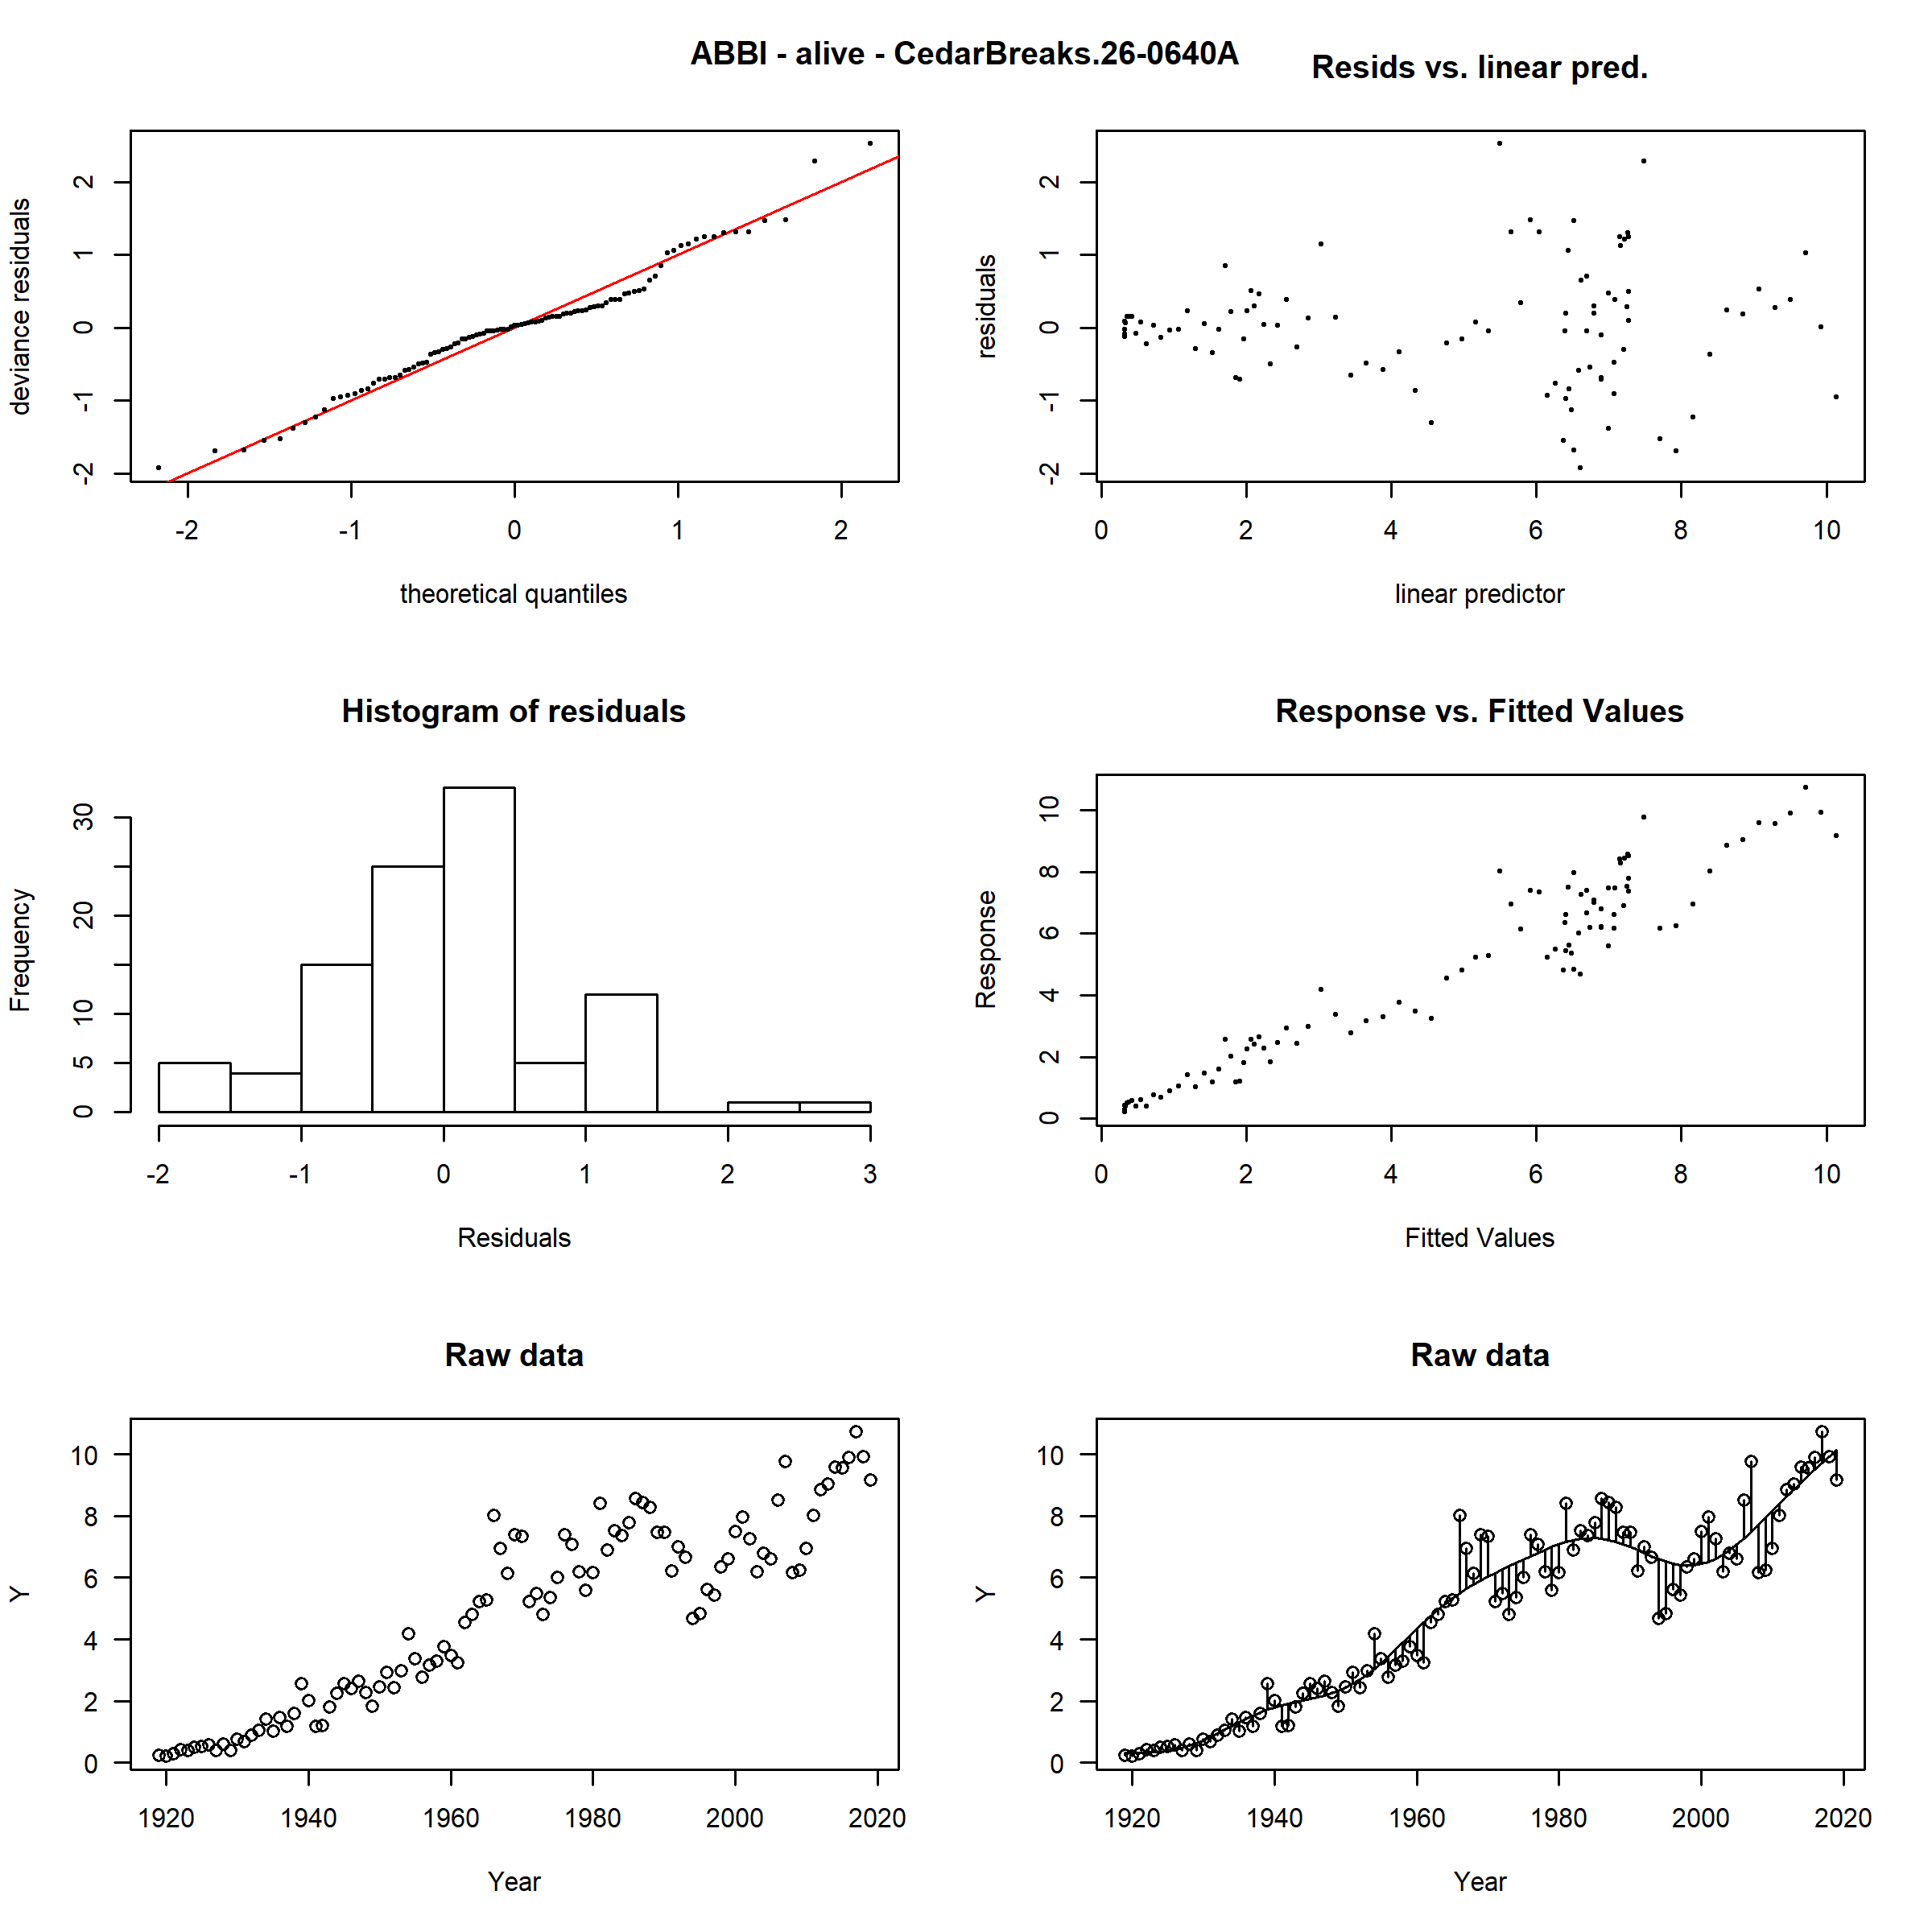 ABBI - alive - CedarBreaks.26-0640A
Resids vs. linear pred.
deviance residuals
2
1
0
-1
-2
-2 -1 0 1 2
theoretical quantiles
residuals
2
1
0
-1
-2
0 2 4 6 8 10
linear predictor
Histogram of residuals
Frequency
30
20
10
5
0
-2 -1 0 1 2 3
Residuals
Response vs. Fitted Values
Response
10
8
6
4
2
0
0 2 4 6 8 10
Fitted Values
Raw data
Y
10
8
6
4
2
0
1920 1940 1960 1980 2000 2020
Year
Raw data
Y
10
8
6
4
2
0
1920 1940 1960 1980 2000 2020
Year